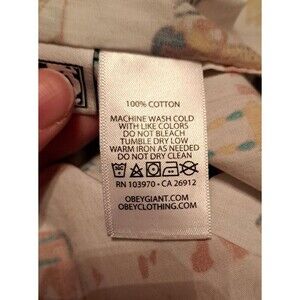 100% COTTON
MACHINE WASH COLD
WITH LIKE COLORS
DO NOT BLEACH
TUMBLE DRY LOW
WARM IRON AS NEEDED
DO NOT DRY CLEAN
RN 103970 • CA 26912
OBEYGIANT.COM
OBEYCLOTHING.COM